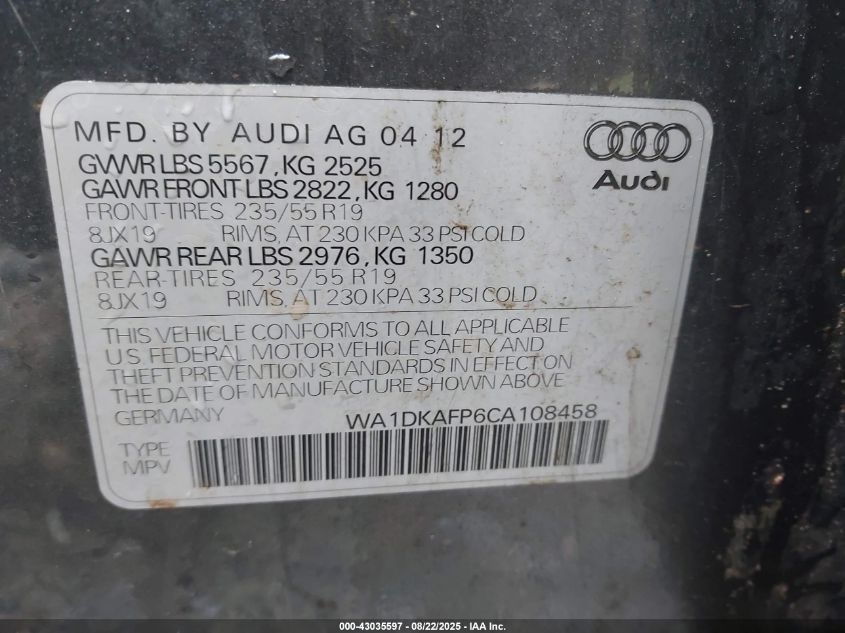 MFD. BY AUDI AG 04 12
GVWR LBS 5567, KG 2525
GAWR FRONT LBS 2822, KG 1280
FRONT-TIRES 235/55 R19
8JX19 RIMS, AT 230 KPA 33 PSI COLD
GAWR REAR LBS 2976, KG 1350
REAR-TIRES 235/55 R19
8JX19 RIMS, AT 230 KPA 33 PSI COLD
Audi
THIS VEHICLE CONFORMS TO ALL APPLICABLE
U.S. FEDERAL MOTOR VEHICLE SAFETY AND
THEFT PREVENTION STANDARDS IN EFFECT ON
THE DATE OF MANUFACTURE SHOWN ABOVE
GERMANY WA1DKAFP6CA108458
TYPE
MPV
000-43035597 - 08/22/2025 - IAA Inc.